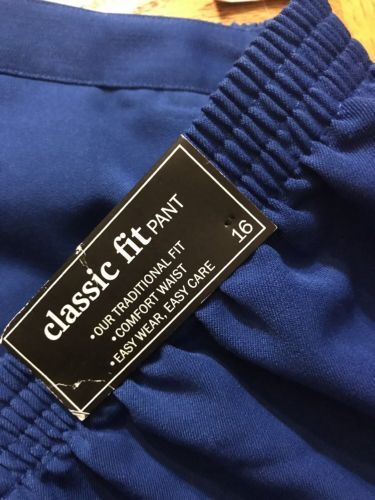 classic fit PANT
•OUR TRADITIONAL FIT
•COMFORT WAIST
•EASY WEAR, EASY CARE
16